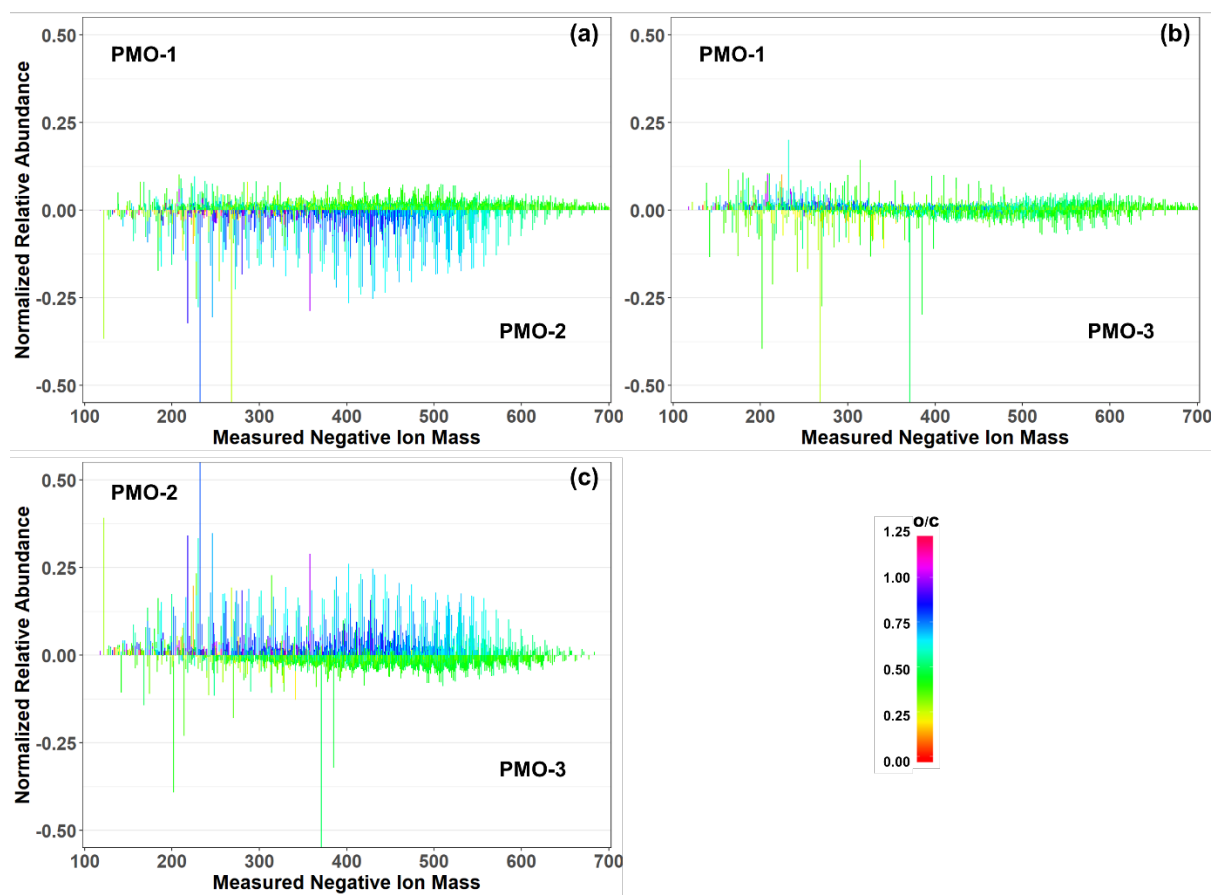 (a)
PMO-1
PMO-2
Normalized Relative Abundance
0.50
0.25
0.00
-0.25
-0.50
100 200 300 400 500 600 700
Measured Negative Ion Mass
(b)
PMO-1
PMO-3
0.50
0.25
0.00
-0.25
-0.50
100 200 300 400 500 600 700
Measured Negative Ion Mass
(c)
PMO-2
PMO-3
Normalized Relative Abundance
0.50
0.25
0.00
-0.25
-0.50
100 200 300 400 500 600 700
Measured Negative Ion Mass
O/C
1.25
1.00
0.75
0.50
0.25
0.00